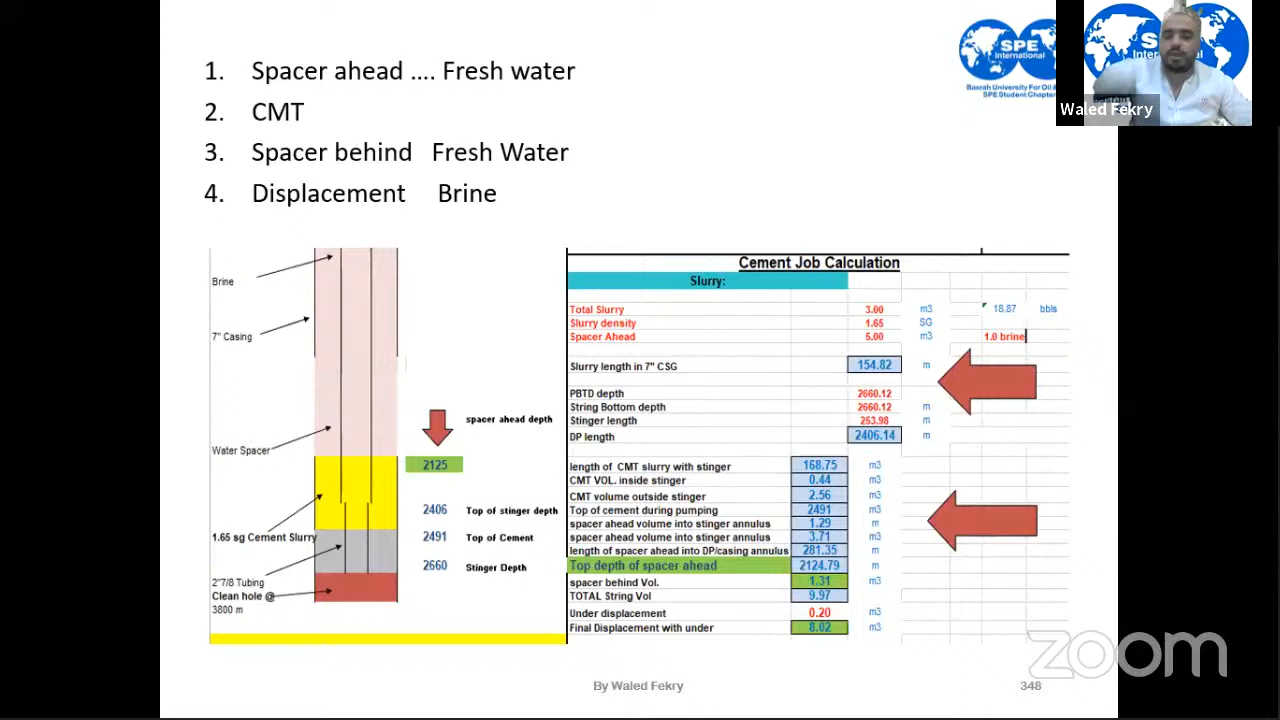 1. Spacer ahead .... Fresh water
2. CMT
3. Spacer behind Fresh Water
4. Displacement Brine
SPE
International
Basrah University For Oil &
SPE Student Chapter
Waled Fekry
Brine
7" Casing
Water Spacer
1.65 sg Cement Slurry
2"7/8 Tubing
Clean hole @
3800 m
spacer ahead depth
2125
2406 Top of stinger depth
2491 Top of Cement
2660 Stinger Depth
Cement Job Calculation
Slurry:
Total Slurry 3.00 m3 18.87 bbls
Slurry density 1.65 SG
Spacer Ahead 5.00 m3 1.0 brine
Slurry length in 7" CSG 154.82 m
PBTD depth 2660.12
String Bottom depth 2660.12 m
Stinger length 253.98 m
DP length 2406.14 m
length of CMT slurry with stinger 168.75 m3
CMT VOL. inside stinger 0.44 m3
CMT volume outside stinger 2.56 m3
Top of cement during pumping 2491 m3
spacer ahead volume into stinger annulus 1.29 m
spacer ahead volume into stinger annulus 3.71 m3
length of spacer ahead into DP/casing annulus 281.35 m
Top depth of spacer ahead 2124.79 m
spacer behind Vol. 1.31 m3
TOTAL String Vol 9.97
Under displacement 0.20 m3
Final Displacement with under 8.02 m3
By Waled Fekry
348
zoom